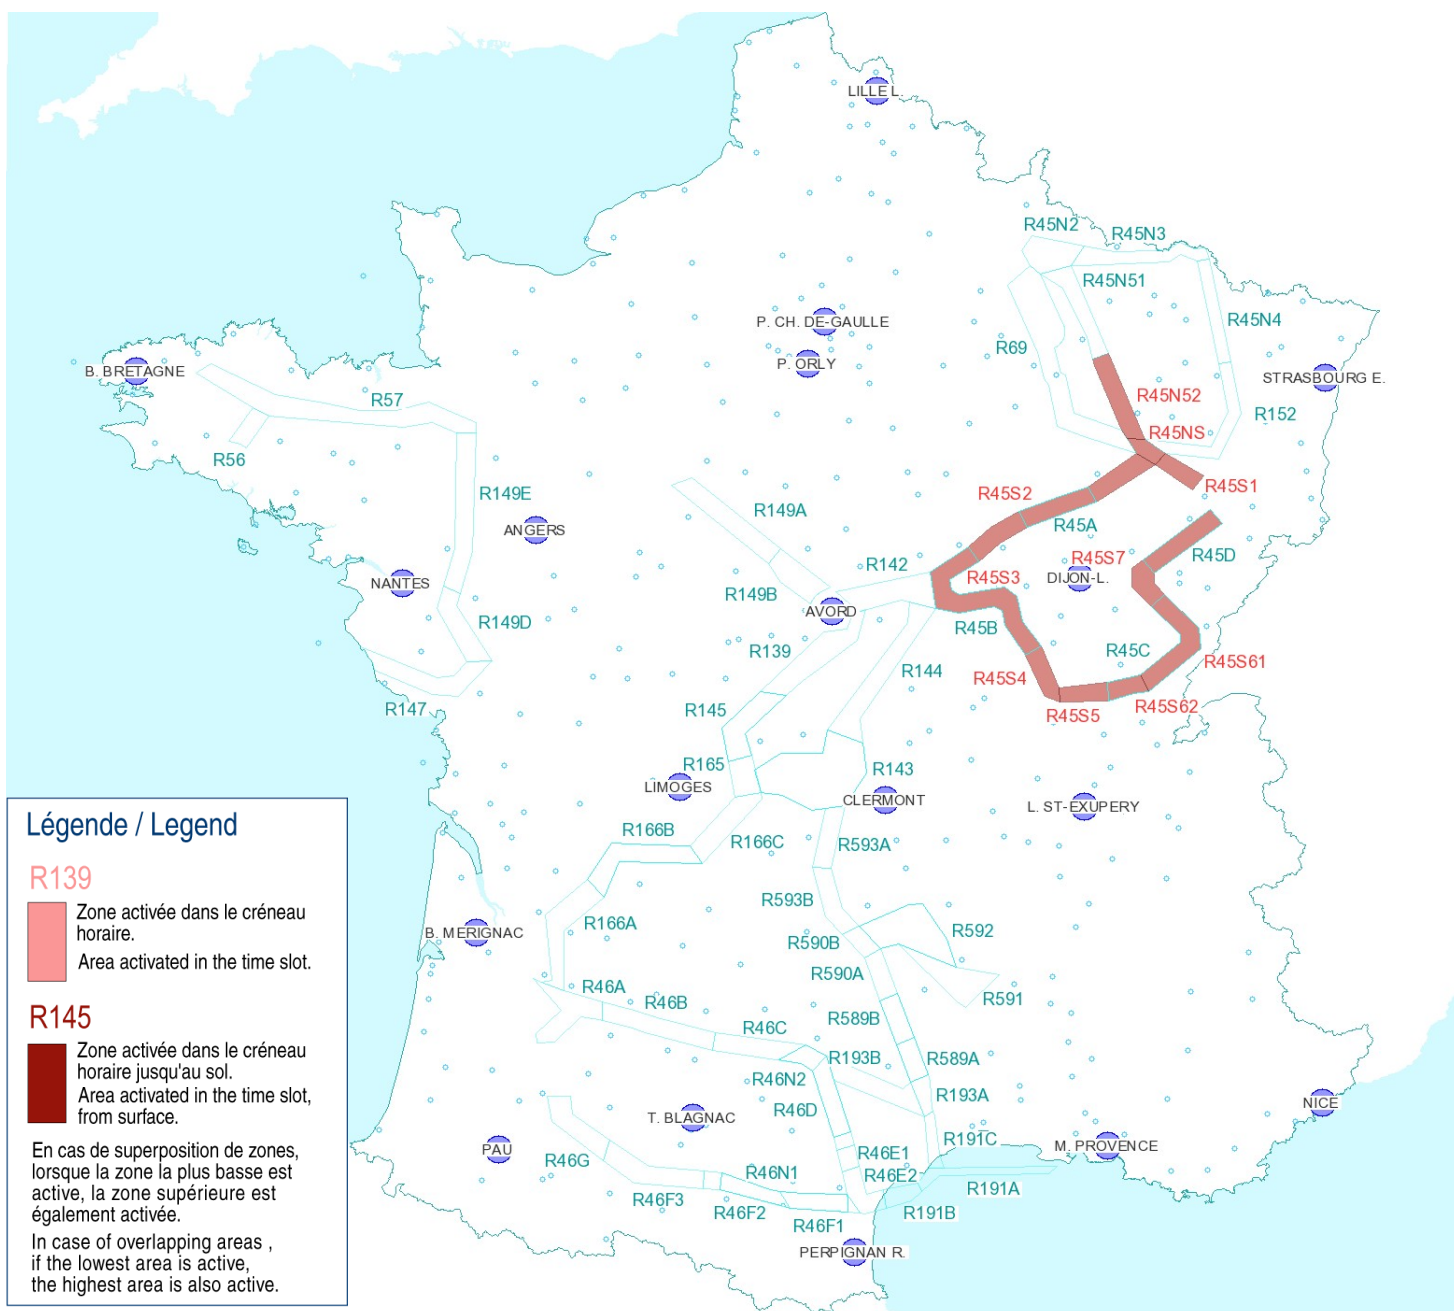 LILLE L.
R45N2
R45N3
R45N51
R45N4
P. CH. DE-GAULLE
R69
P. ORLY
B. BRETAGNE
STRASBOURG E.
R57
R45N52
R152
R45NS
R56
R45S1
R149E
R45S2
R149A
R45A
ANGERS
R45S7
R45D
R142
R45S3
DIJON-L.
NANTES
R149B
AVORD
R149D
R45B
R139
R45C
R45S61
R144
R45S4
R147
R145
R45S5
R45S62
R165
R143
LIMOGES
CLERMONT
L. ST-EXUPERY
R166B
R166C
R593A
R593B
R166A
B. MERIGNAC
R590B
R592
R590A
R46A
R46B
R591
R46C
R589B
R193B
R589A
R46N2
R193A
R46D
T. BLAGNAC
NICE
PAU
R191C
M. PROVENCE
R46E1
R46G
R46N1
R46E2
R46F3
R191A
R46F2
R191B
R46F1
PERPIGNAN R.
Légende / Legend
R139
Zone activée dans le créneau
horaire.
Area activated in the time slot.
R145
Zone activée dans le créneau
horaire jusqu'au sol.
Area activated in the time slot,
from surface.
En cas de superposition de zones,
lorsque la zone la plus basse est
active, la zone supérieure est
également activée.
In case of overlapping areas ,
if the lowest area is active,
the highest area is also active.